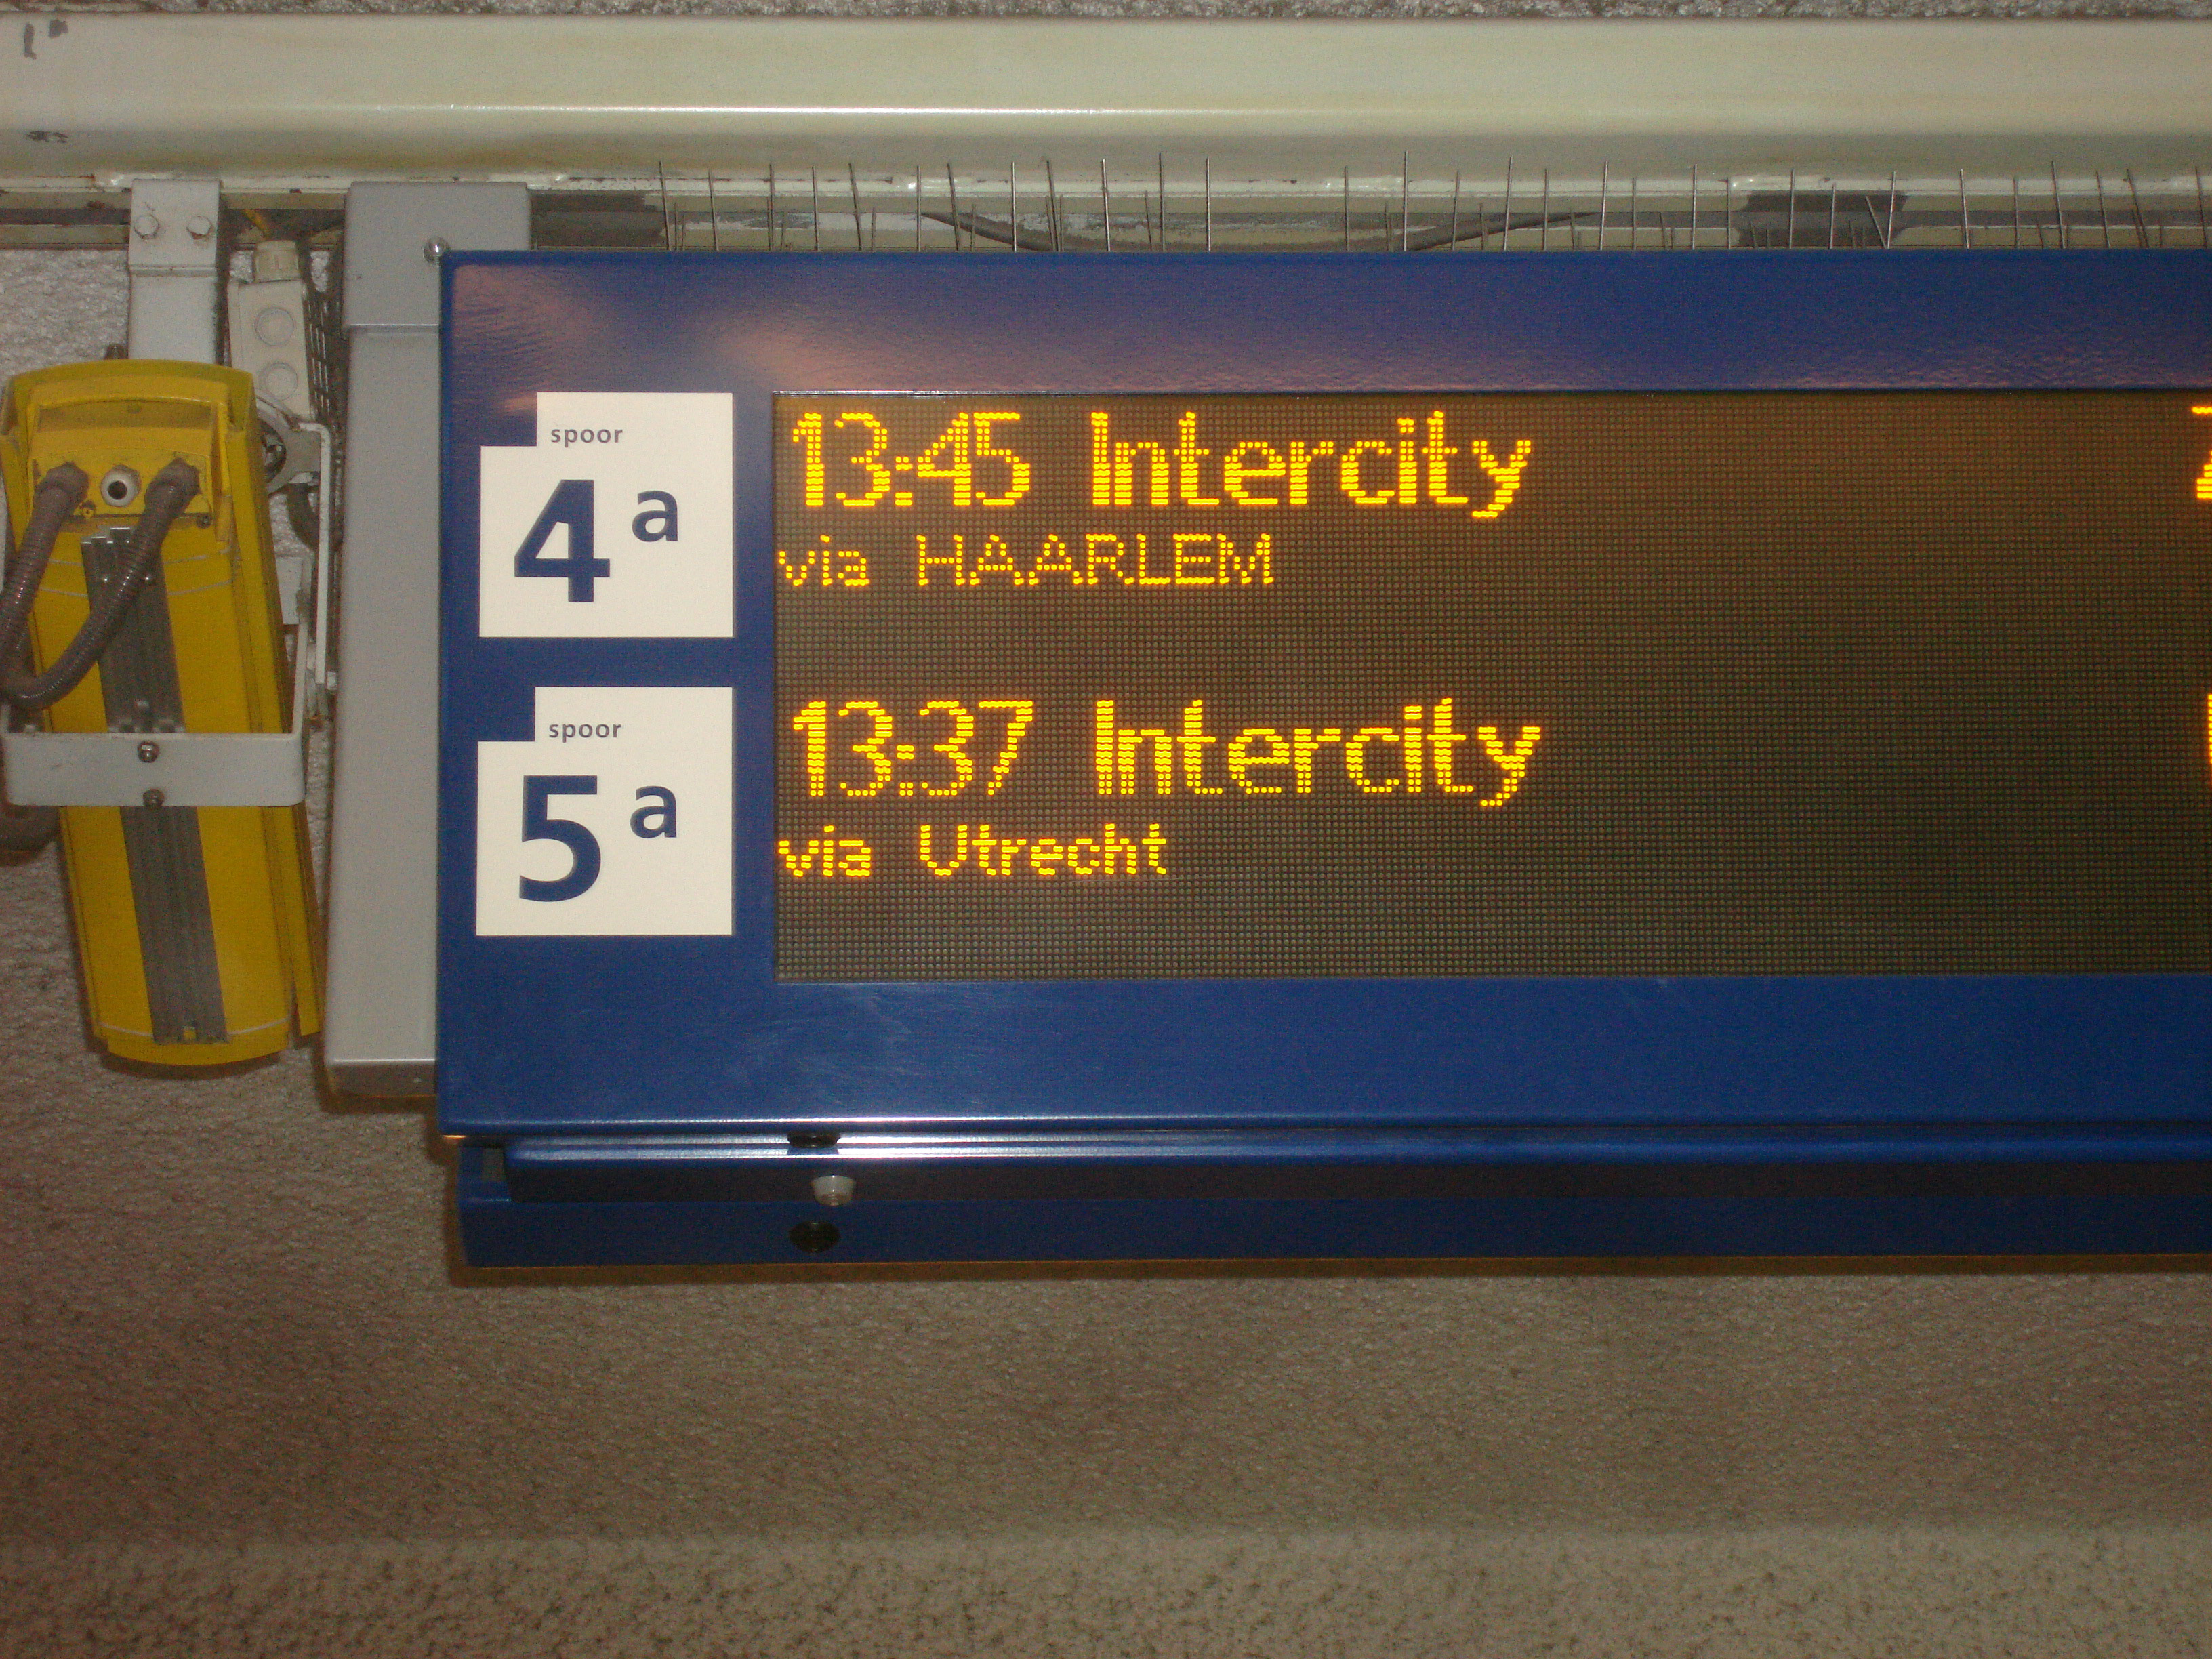 spoor
4a
13:45 Intercity
via HAARLEM
spoor
5a
13:37 Intercity
via Utrecht